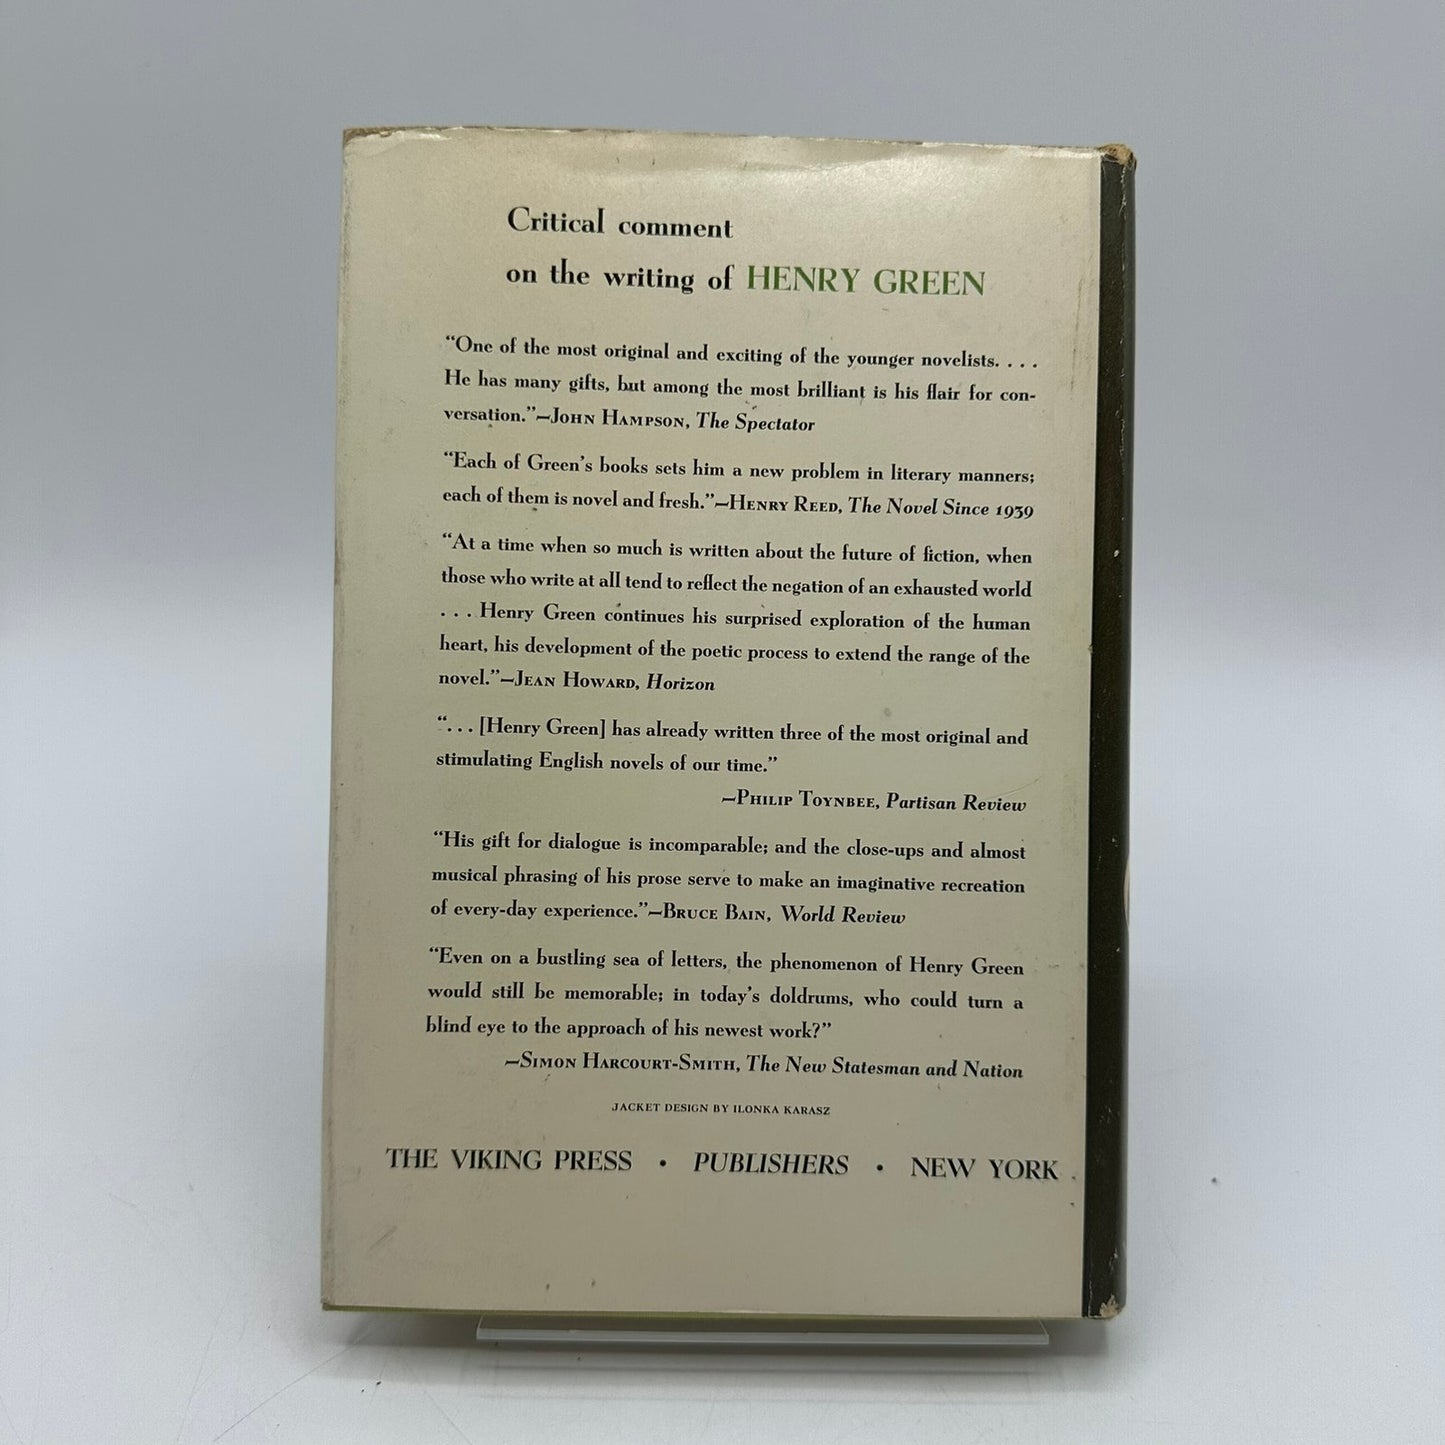 Critical comment
on the writing of HENRY GREEN
“One of the most original and exciting of the younger novelists. . . .
He has many gifts, but among the most brilliant is his flair for con-
versation.”—JOHN HAMPSON, The Spectator
“Each of Green’s books sets him a new problem in literary manners;
each of them is novel and fresh.”—HENRY REED, The Novel Since 1939
“At a time when so much is written about the future of fiction, when
those who write at all tend to reflect the negation of an exhausted world
. . . Henry Green continues his surprised exploration of the human
heart, his development of the poetic process to extend the range of the
novel.”—JEAN HOWARD, Horizon
“. . . [Henry Green] has already written three of the most original and
stimulating English novels of our time.”
—PHILIP TOYNBEE, Partisan Review
“His gift for dialogue is incomparable; and the close-ups and almost
musical phrasing of his prose serve to make an imaginative recreation
of every-day experience.”—BRUCE BAIN, World Review
“Even on a bustling sea of letters, the phenomenon of Henry Green
would still be memorable; in today’s doldrums, who could turn a
blind eye to the approach of his newest work?”
—SIMON HARCOURT-SMITH, The New Statesman and Nation
JACKET DESIGN BY ILONKA KARASZ
THE VIKING PRESS • PUBLISHERS • NEW YORK